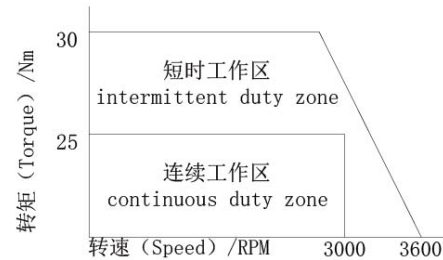 转矩（Torque）/Nm
30
短时工作区
intermittent duty zone
25
连续工作区
continuous duty zone
转速（Speed）/RPM
3000
3600